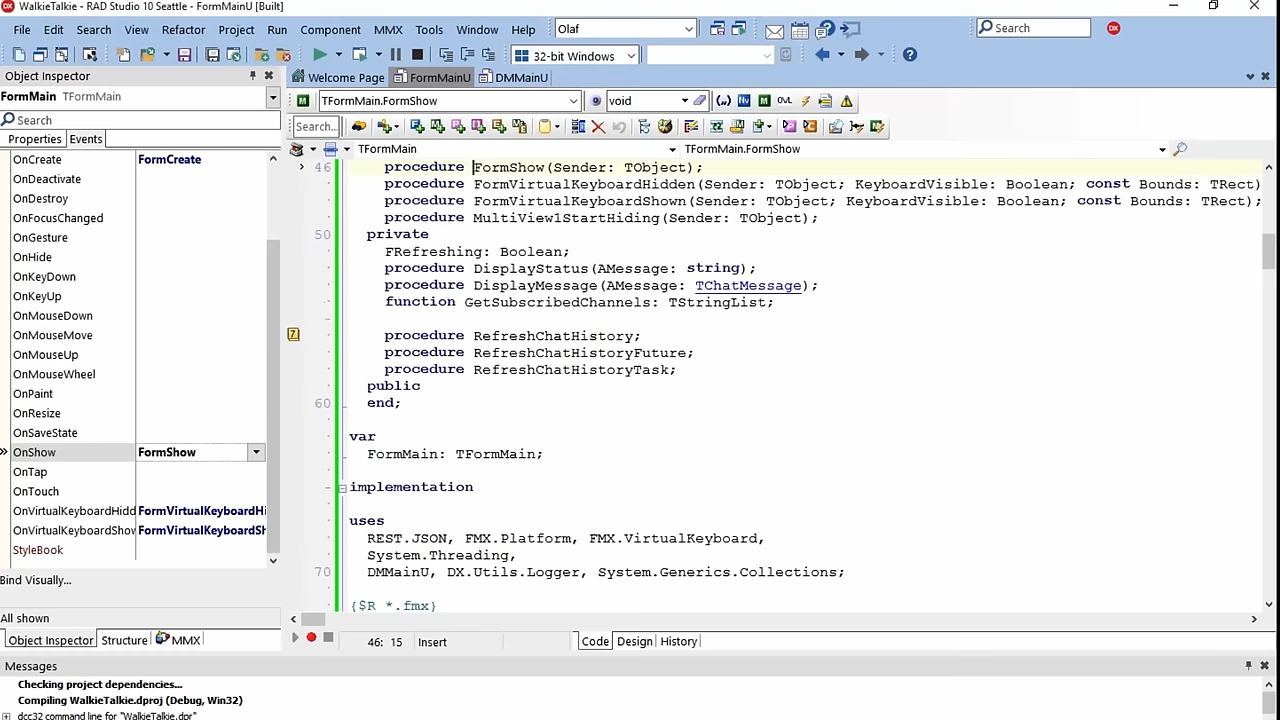 WalkieTalkie - RAD Studio 10 Seattle - FormMainU [Built]
File Edit Search View Refactor Project Run Component MMX Tools Window Help Olaf Search
32-bit Windows
Object Inspector Welcome Page FormMainU DMMainU
FormMain TFormMain
TFormMain.FormShow void OVL
Search
Search...
Properties Events
TFormMain TFormMain.FormShow
OnCreate FormCreate
OnDeactivate
OnDestroy
OnFocusChanged
OnGesture
OnHide
OnKeyDown
OnKeyUp
OnMouseDown
OnMouseMove
OnMouseUp
OnMouseWheel
OnPaint
OnResize
OnSaveState
OnShow FormShow
OnTap
OnTouch
OnVirtualKeyboardHidd FormVirtualKeyboardHi
OnVirtualKeyboardShow FormVirtualKeyboardSh
StyleBook
Bind Visually...
All shown
Object Inspector Structure MMX
46 procedure FormShow(Sender: TObject);
procedure FormVirtualKeyboardHidden(Sender: TObject; KeyboardVisible: Boolean; const Bounds: TRect)
procedure FormVirtualKeyboardShown(Sender: TObject; KeyboardVisible: Boolean; const Bounds: TRect);
procedure MultiView1StartHiding(Sender: TObject);
50 private
FRefreshing: Boolean;
procedure DisplayStatus(AMessage: string);
procedure DisplayMessage(AMessage: TChatMessage);
function GetSubscribedChannels: TStringList;
7 procedure RefreshChatHistory;
procedure RefreshChatHistoryFuture;
procedure RefreshChatHistoryTask;
public
60 end;
var
FormMain: TFormMain;
implementation
uses
REST.JSON, FMX.Platform, FMX.VirtualKeyboard,
System.Threading,
70 DMMainU, DX.Utils.Logger, System.Generics.Collections;
{$R *.fmx}
46: 15 Insert Code Design History
Messages
Checking project dependencies...
Compiling WalkieTalkie.dproj (Debug, Win32)
dcc32 command line for "WalkieTalkie.dpr"